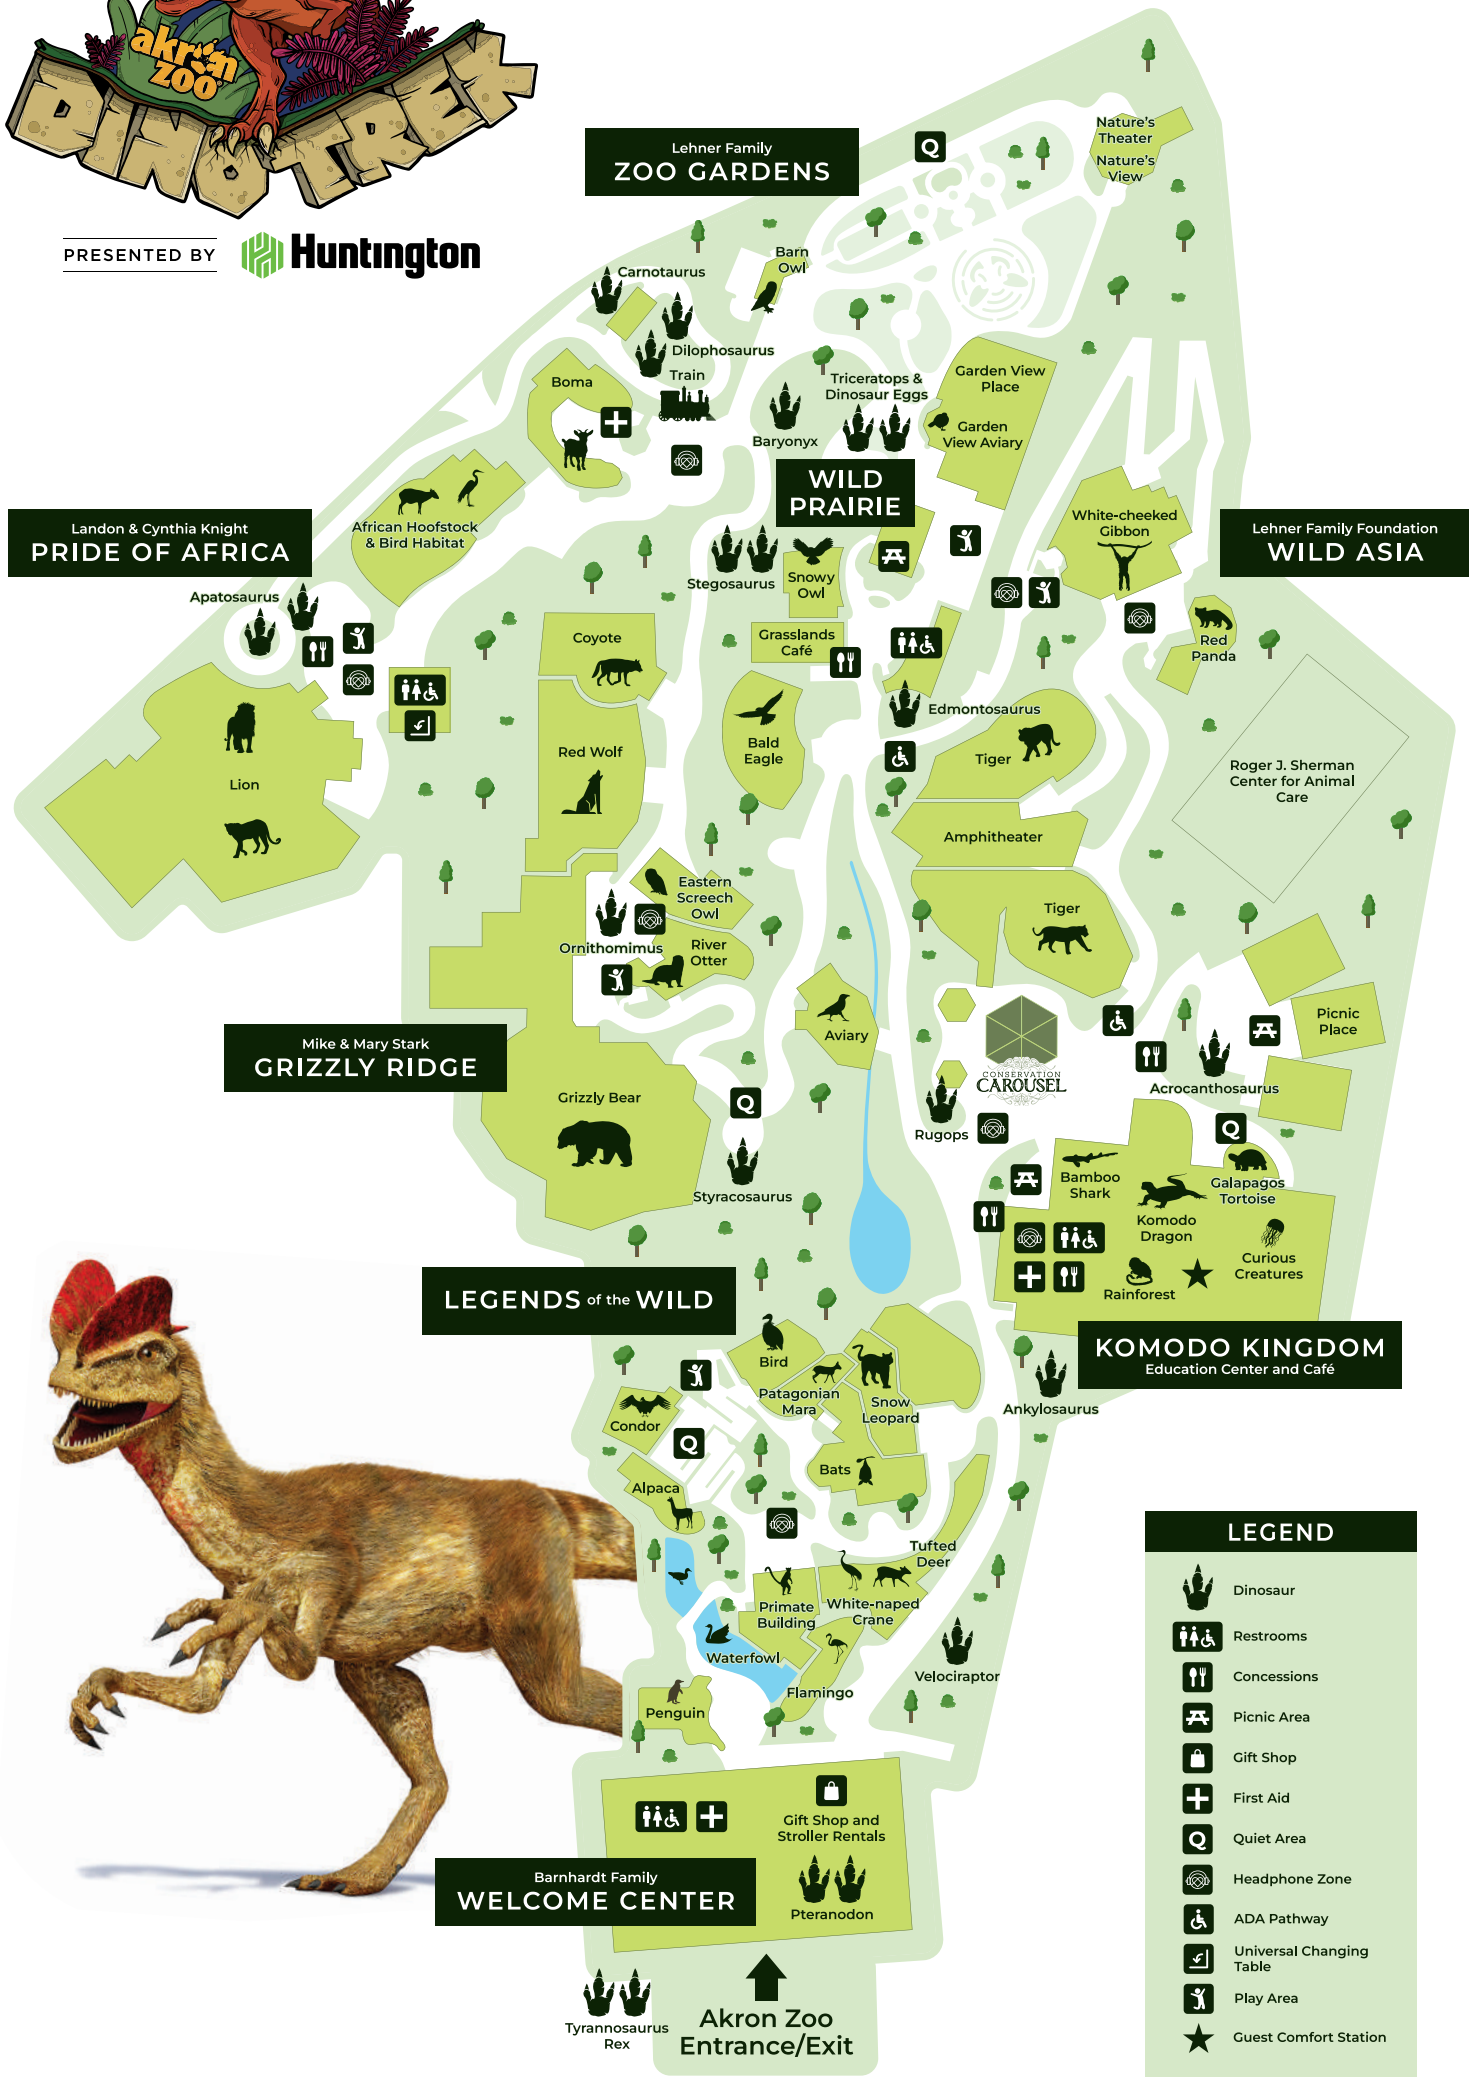 akron
zoo
DINO TREK
PRESENTED BY
Huntington
Lehner Family
ZOO GARDENS
Q
Nature's
Theater
Nature's
View
Barn
Owl
Carnotaurus
Dilophosaurus
Train
Boma
Triceratops &
Dinosaur Eggs
Baryonyx
Garden View
Place
Garden
View Aviary
WILD
PRAIRIE
African Hoofstock
& Bird Habitat
Landon & Cynthia Knight
PRIDE OF AFRICA
White-cheeked
Gibbon
Lehner Family Foundation
WILD ASIA
Apatosaurus
Stegosaurus
Snowy
Owl
Coyote
Grasslands
Café
Red
Panda
Edmontosaurus
Red Wolf
Bald
Eagle
Tiger
Lion
Roger J. Sherman
Center for Animal
Care
Amphitheater
Eastern
Screech
Owl
Tiger
Ornithomimus
River
Otter
Aviary
Picnic
Place
Mike & Mary Stark
GRIZZLY RIDGE
CONSERVATION
CAROUSEL
Acrocanthosaurus
Grizzly Bear
Q
Rugops
Q
Styracosaurus
Bamboo
Shark
Galapagos
Tortoise
Komodo
Dragon
Curious
Creatures
Rainforest
LEGENDS of the WILD
KOMODO KINGDOM
Education Center and Café
Bird
Patagonian
Mara
Snow
Leopard
Ankylosaurus
Condor
Q
Bats
Alpaca
Tufted
Deer
Primate
Building
White-naped
Crane
Waterfowl
Flamingo
Velociraptor
Penguin
Gift Shop and
Stroller Rentals
Barnhardt Family
WELCOME CENTER
Pteranodon
Tyrannosaurus
Rex
Akron Zoo
Entrance/Exit
LEGEND
Dinosaur
Restrooms
Concessions
Picnic Area
Gift Shop
First Aid
Q
Quiet Area
Headphone Zone
ADA Pathway
Universal Changing
Table
Play Area
Guest Comfort Station